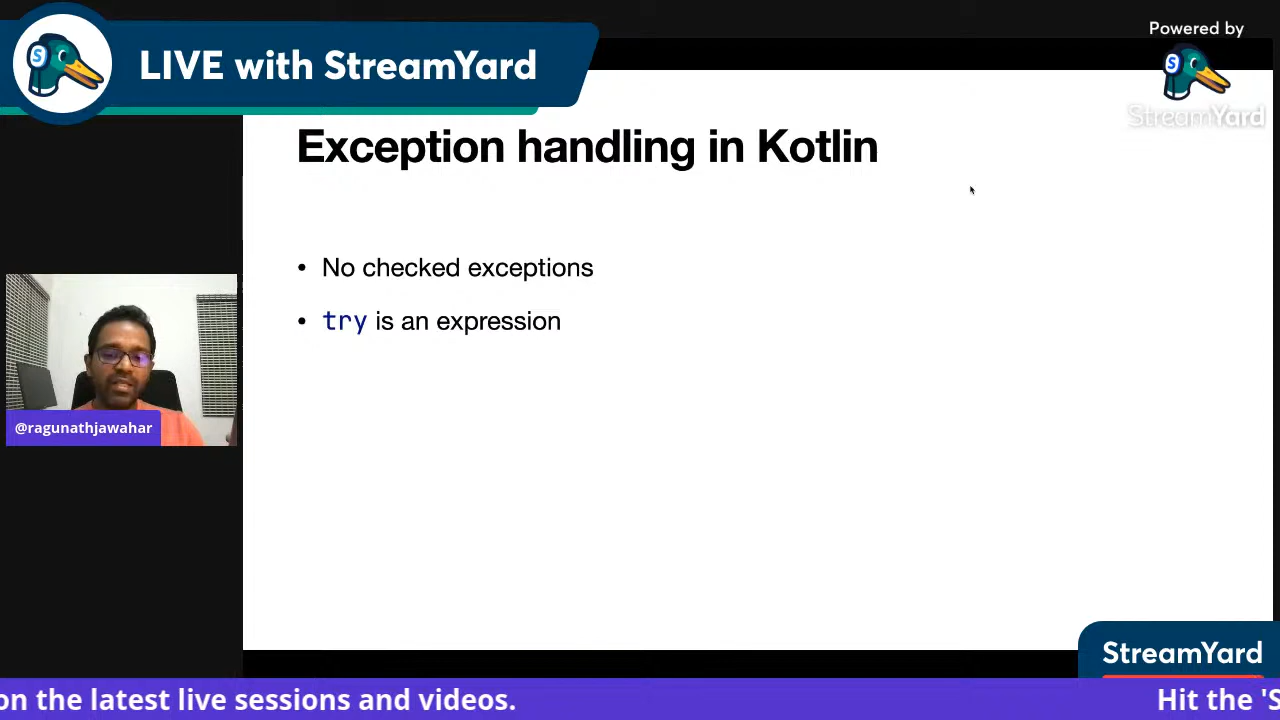 LIVE with StreamYard
Powered by
StreamYard
Exception handling in Kotlin
• No checked exceptions
• try is an expression
@ragunathjawahar
StreamYard
on the latest live sessions and videos.
Hit the 'S